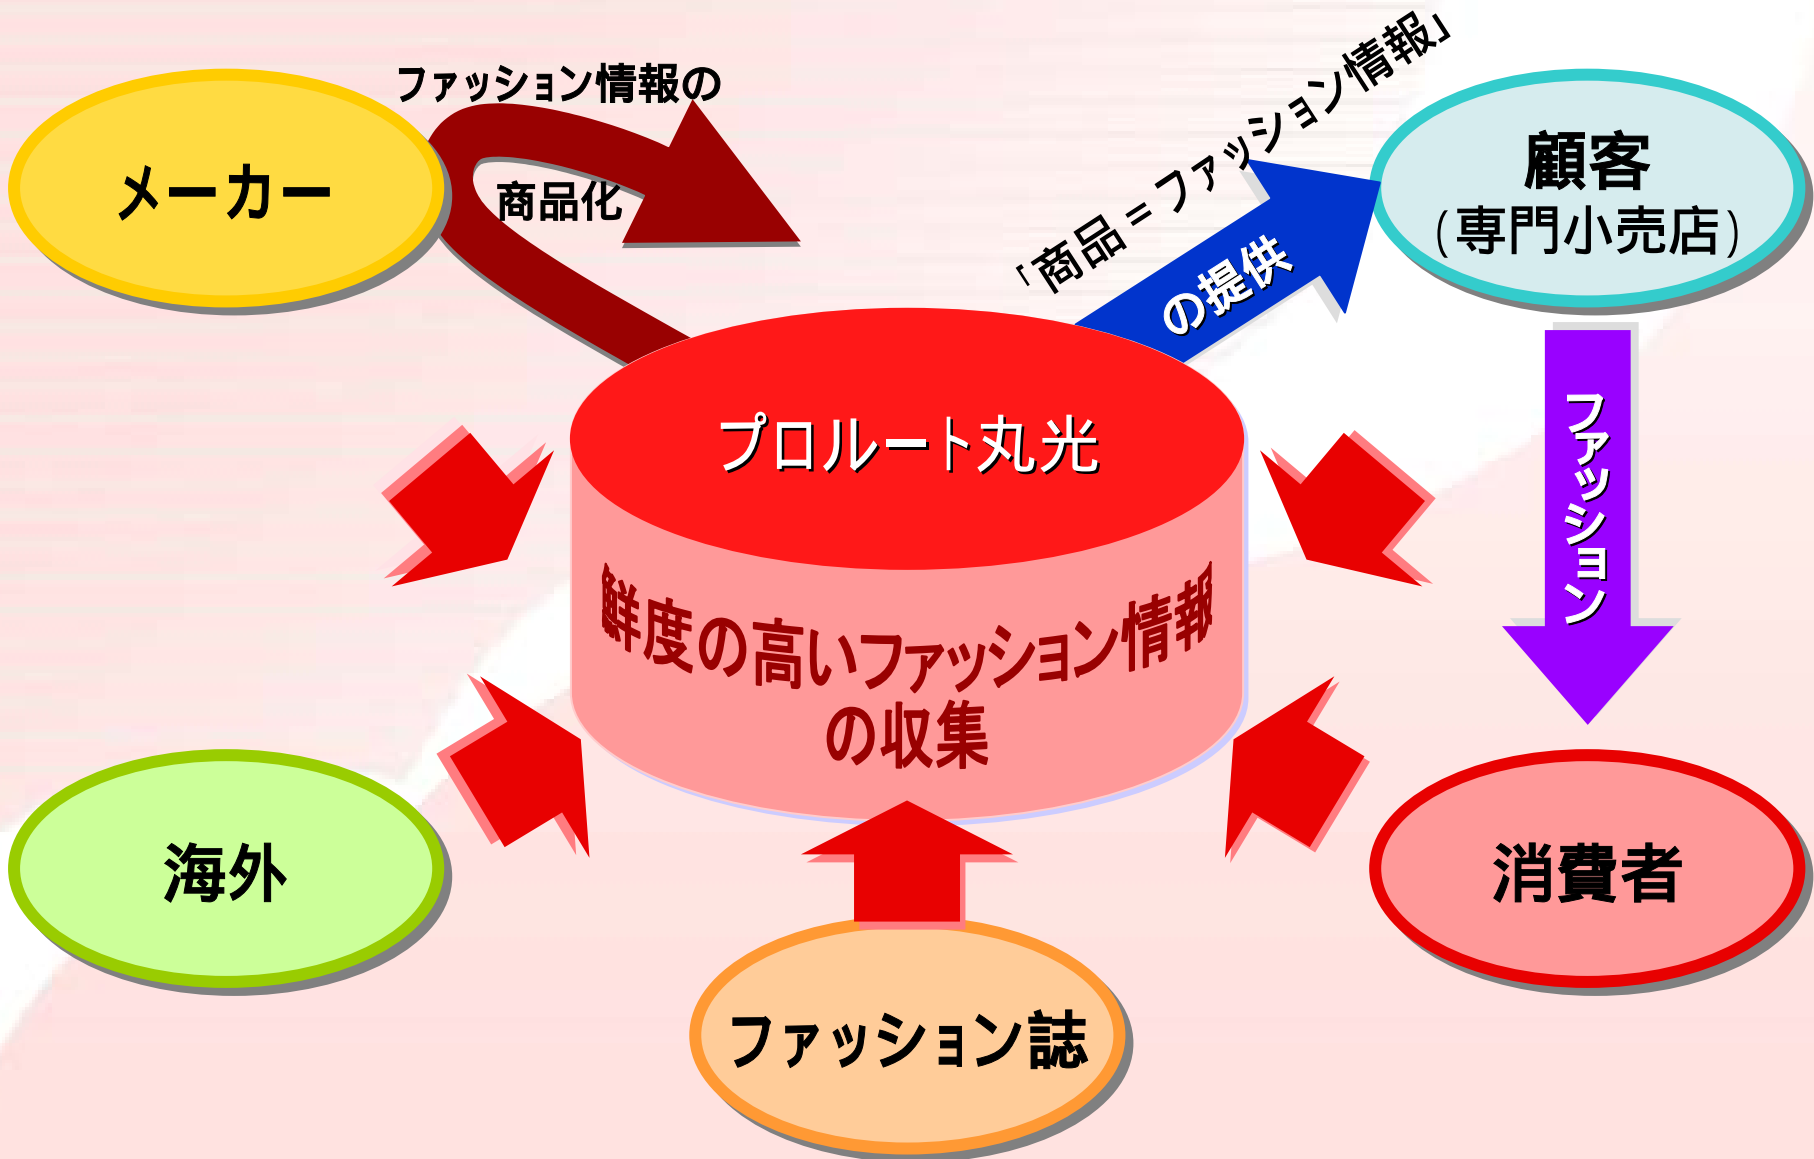 ファッション情報の
商品化
「商品＝ファッション情報」
の提供
メーカー
顧客
(専門小売店)
プロルート丸光
ファッション
鮮度の高いファッション情報
の収集
海外
消費者
ファッション誌